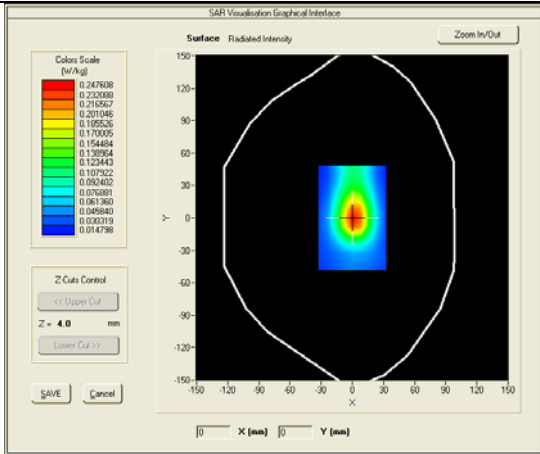 SAR Visualisation Graphical Interface
Surface Radiated Intensity
Zoom In/Out
Colors Scale
(W/kg)
0.247608
0.232088
0.216567
0.201046
0.185526
0.170005
0.154484
0.138964
0.123443
0.107922
0.092402
0.076881
0.061360
0.045840
0.030319
0.014798
150
120
90
60
30
0
-30
-60
-90
-120
-150
Y
-150 -120 -90 -60 -30 0 30 60 90 120 150
X
Z-Cuts Control
<< Upper Cut
Z = 4.0 mm
Lower Cut >>
SAVE Cancel
0 X (mm) 0 Y (mm)